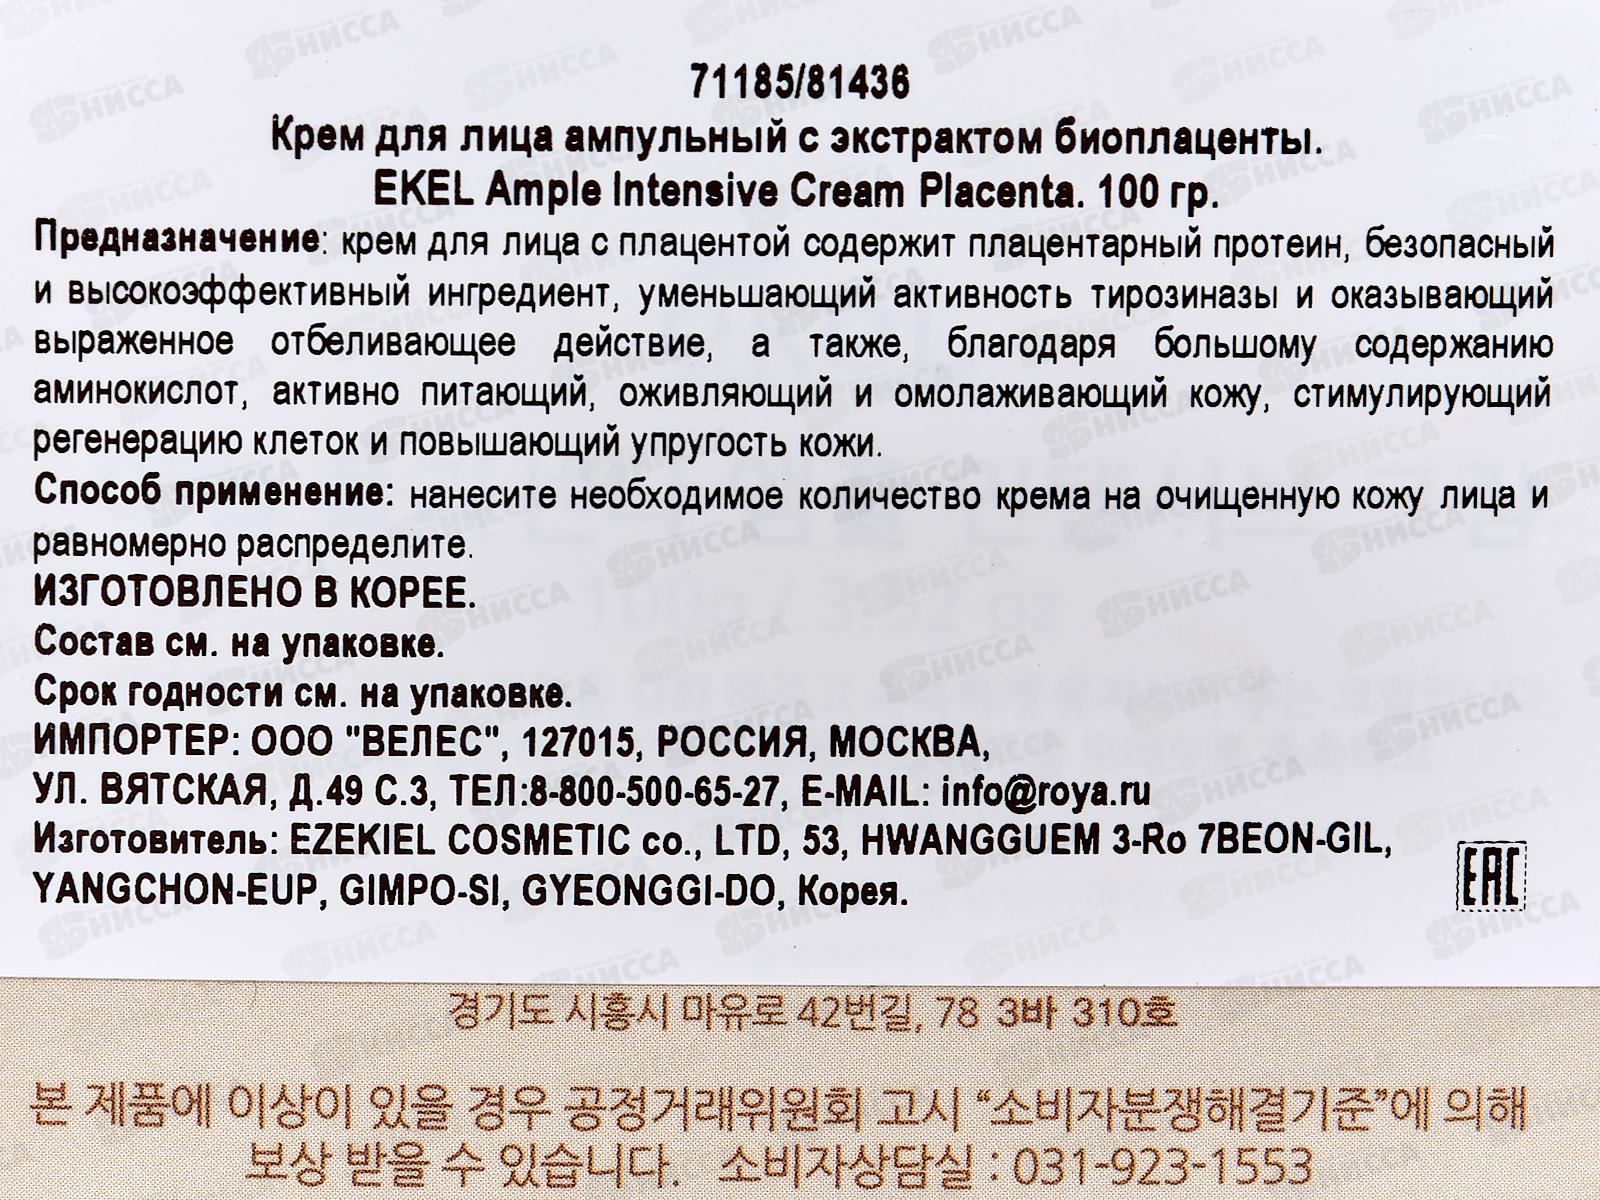 71185/81436
Крем для лица ампульный с экстрактом биоплаценты.
EKEL Ample Intensive Cream Placenta. 100 гр.
Предназначение: крем для лица с плацентой содержит плацентарный протеин, безопасный
и высокоэффективный ингредиент, уменьшающий активность тирозиназы и оказывающий
выраженное отбеливающее действие, а также, благодаря большому содержанию
аминокислот, активно питающий, оживляющий и омолаживающий кожу, стимулирующий
регенерацию клеток и повышающий упругость кожи.
Способ применение: нанесите необходимое количество крема на очищенную кожу лица и
равномерно распределите.
ИЗГОТОВЛЕНО В КОРЕЕ.
Состав см. на упаковке.
Срок годности см. на упаковке.
ИМПОРТЕР: ООО "ВЕЛЕС", 127015, РОССИЯ, МОСКВА,
УЛ. ВЯТСКАЯ, Д.49 С.3, ТЕЛ:8-800-500-65-27, E-MAIL: info@roya.ru
Изготовитель: EZEKIEL COSMETIC co., LTD, 53, HWANGGUEM 3-Ro 7BEON-GIL,
YANGCHON-EUP, GIMPO-SI, GYEONGGI-DO, Корея.
EAC
경기도 시흥시 마유로 42번길, 78 3바 310호
본 제품에 이상이 있을 경우 공정거래위원회 고시 “소비자분쟁해결기준”에 의해
보상 받을 수 있습니다. 소비자상담실 : 031-923-1553
НИССА